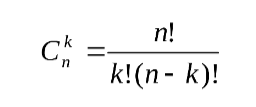 C_n^k = n! / k!(n - k)!